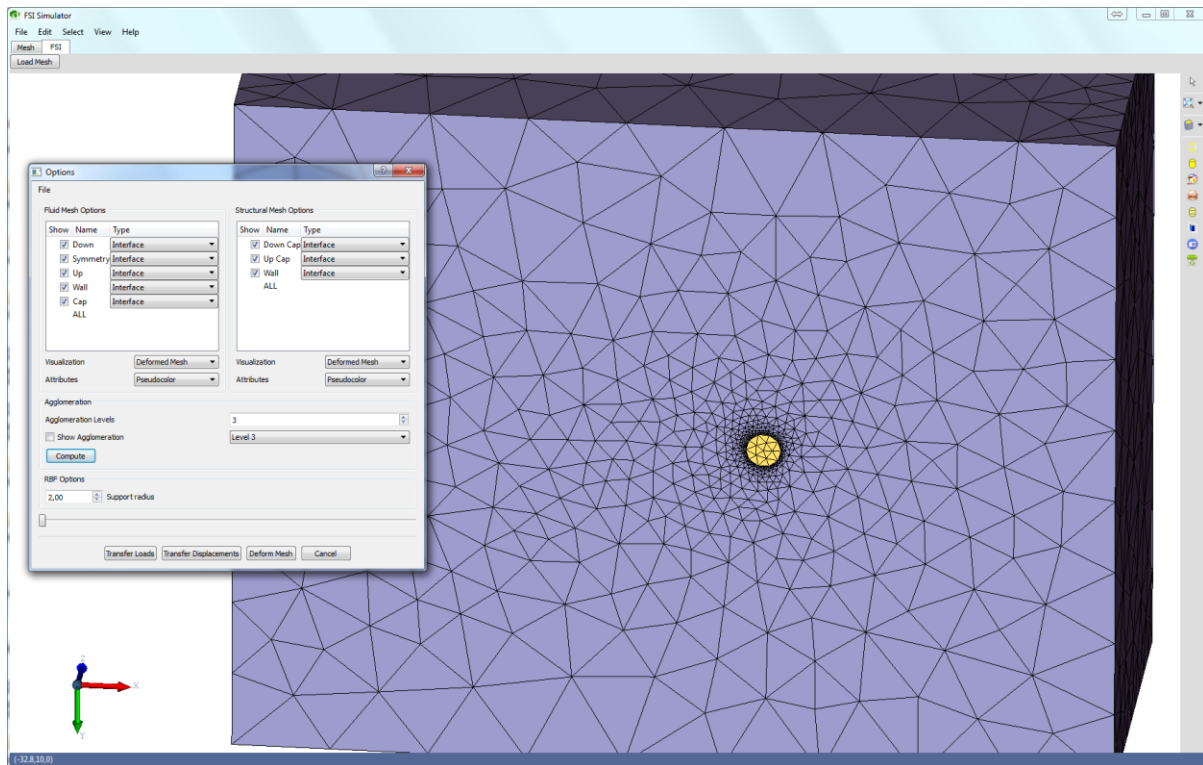 FSI Simulator
File Edit Select View Help
Mesh FSI
Load Mesh
Options
File
Fluid Mesh Options
Show Name Type
Down Interface
Symmetry Interface
Up Interface
Wall Interface
Cap Interface
ALL
Visualization Deformed Mesh
Attributes Pseudocolor
Structural Mesh Options
Show Name Type
Down Cap Interface
Up Cap Interface
Wall Interface
ALL
Visualization Deformed Mesh
Attributes Pseudocolor
Agglomeration
Agglomeration Levels 3
Show Agglomeration Level 3
Compute
RBF Options
2,00 Support radius
Transfer Loads Transfer Displacements Deform Mesh Cancel
Z
X
Y
(-32.8,10,0)